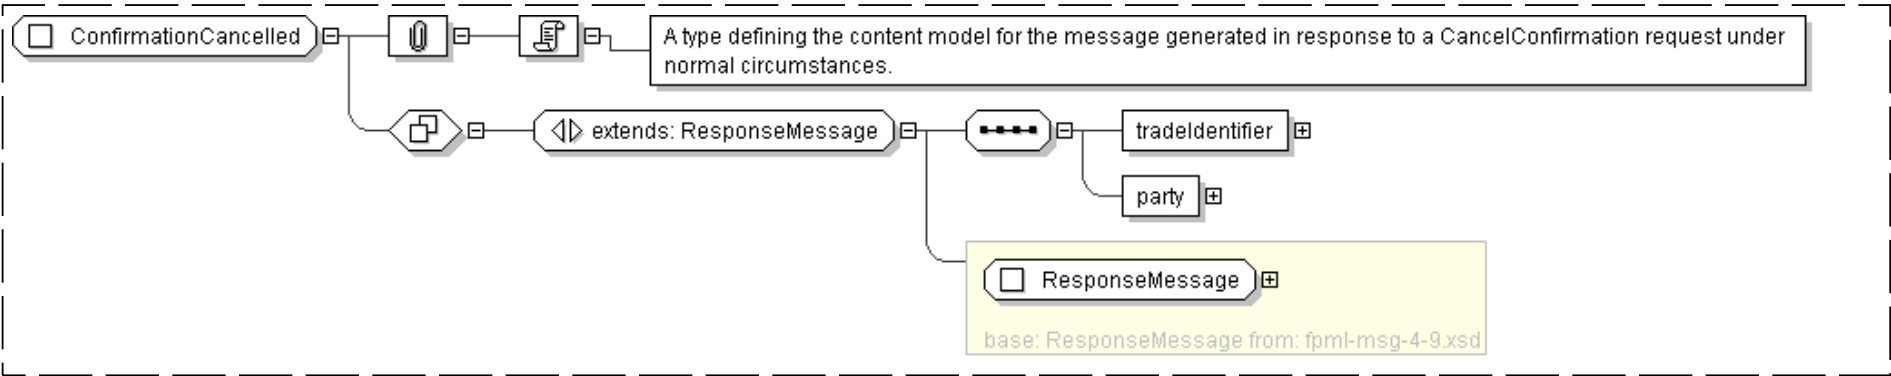 ConfirmationCancelled
A type defining the content model for the message generated in response to a CancelConfirmation request under
normal circumstances.
extends: ResponseMessage
tradeIdentifier
party
ResponseMessage
base: ResponseMessage from: fpml-msg-4-9.xsd